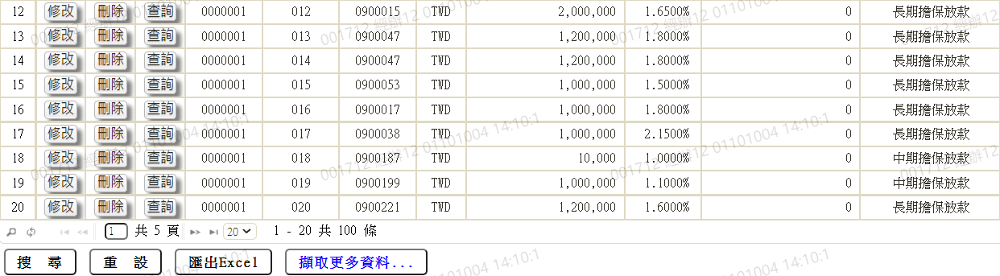 12 修改 刪除 查詢 0000001 012 0900015 TWD 2,000,000 1.6500% 0 長期擔保放款
13 修改 刪除 查詢 0000001 013 0900047 TWD 1,200,000 1.8000% 0 長期擔保放款
14 修改 刪除 查詢 0000001 014 0900047 TWD 1,200,000 1.8000% 0 長期擔保放款
15 修改 刪除 查詢 0000001 015 0900053 TWD 1,000,000 1.5000% 0 長期擔保放款
16 修改 刪除 查詢 0000001 016 0900017 TWD 1,000,000 1.8000% 0 長期擔保放款
17 修改 刪除 查詢 0000001 017 0900038 TWD 1,000,000 2.1500% 0 長期擔保放款
18 修改 刪除 查詢 0000001 018 0900187 TWD 10,000 1.0000% 0 中期擔保放款
19 修改 刪除 查詢 0000001 019 0900199 TWD 1,000,000 1.1000% 0 中期擔保放款
20 修改 刪除 查詢 0000001 020 0900221 TWD 1,200,000 1.6000% 0 長期擔保放款
1 共 5 頁 20 1 - 20 共 100 條
搜 尋 重 設 匯出Excel 擷取更多資料...
001712 經辦12 01101004 14:10:1